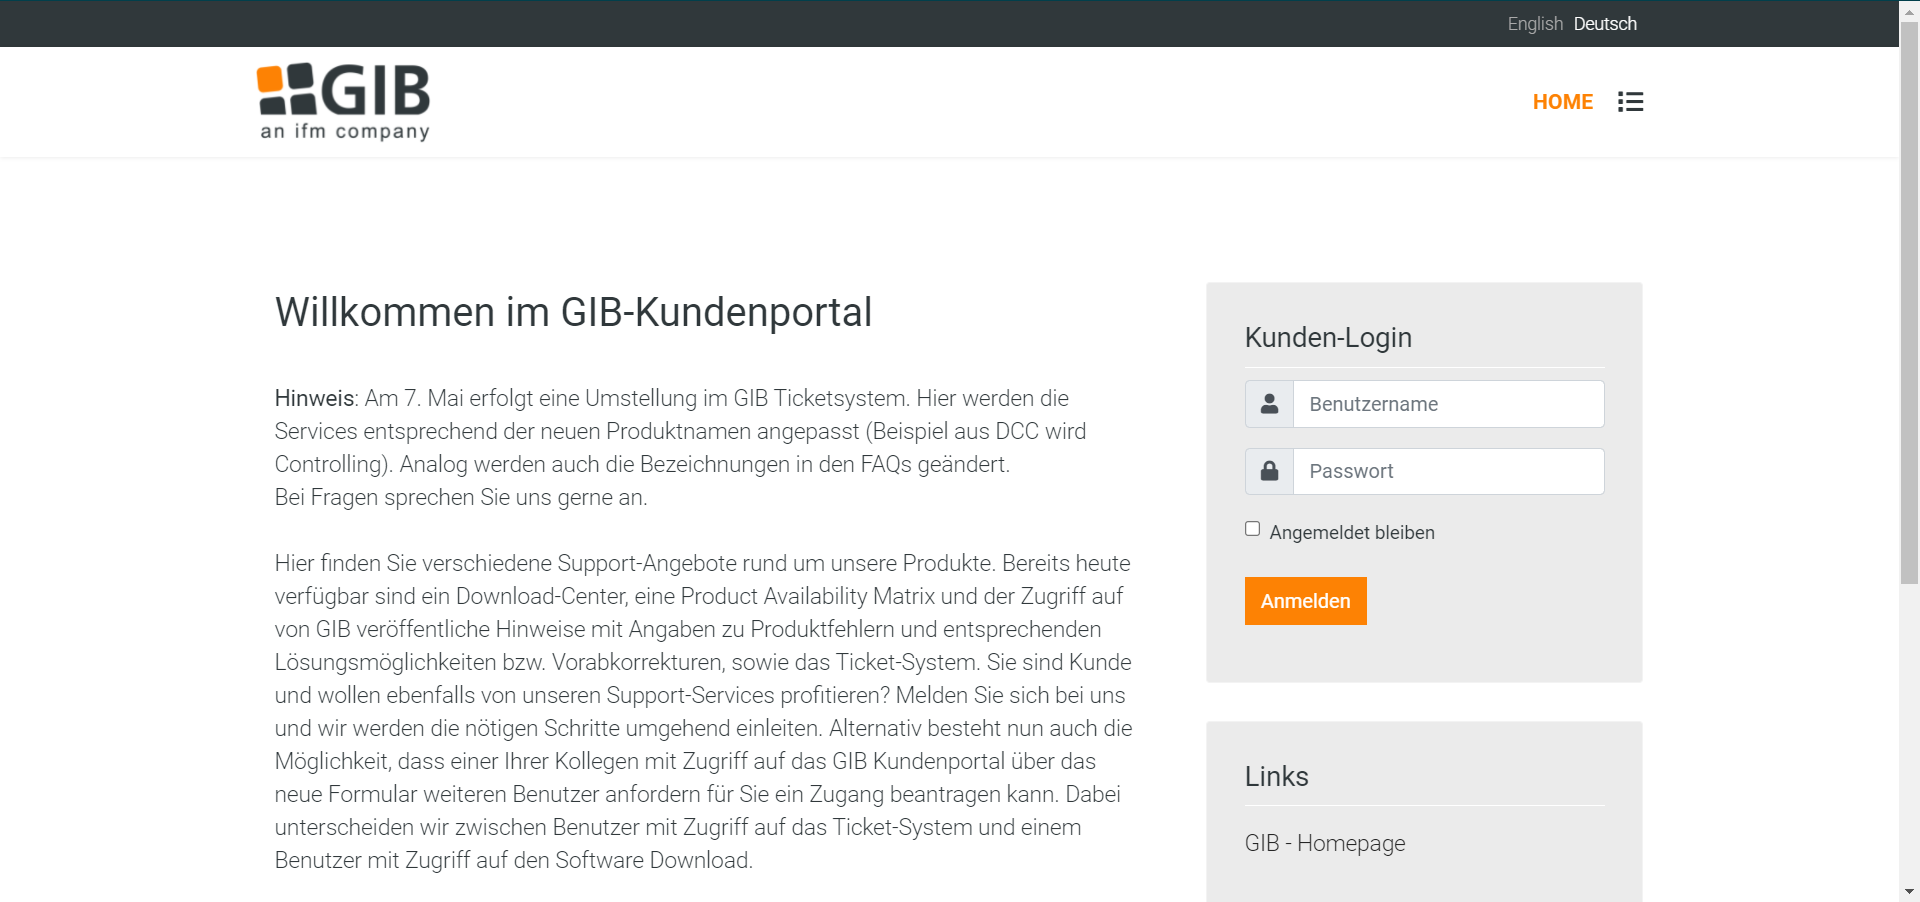 English Deutsch
GIB
an ifm company
HOME
Willkommen im GIB-Kundenportal
Hinweis: Am 7. Mai erfolgt eine Umstellung im GIB Ticketsystem. Hier werden die
Services entsprechend der neuen Produktnamen angepasst (Beispiel aus DCC wird
Controlling). Analog werden auch die Bezeichnungen in den FAQs geändert.
Bei Fragen sprechen Sie uns gerne an.
Hier finden Sie verschiedene Support-Angebote rund um unsere Produkte. Bereits heute
verfügbar sind ein Download-Center, eine Product Availability Matrix und der Zugriff auf
von GIB veröffentliche Hinweise mit Angaben zu Produktfehlern und entsprechenden
Lösungsmöglichkeiten bzw. Vorabkorrekturen, sowie das Ticket-System. Sie sind Kunde
und wollen ebenfalls von unseren Support-Services profitieren? Melden Sie sich bei uns
und wir werden die nötigen Schritte umgehend einleiten. Alternativ besteht nun auch die
Möglichkeit, dass einer Ihrer Kollegen mit Zugriff auf das GIB Kundenportal über das
neue Formular weiteren Benutzer anfordern für Sie ein Zugang beantragen kann. Dabei
unterscheiden wir zwischen Benutzer mit Zugriff auf das Ticket-System und einem
Benutzer mit Zugriff auf den Software Download.
Kunden-Login
Benutzername
Passwort
Angemeldet bleiben
Anmelden
Links
GIB - Homepage